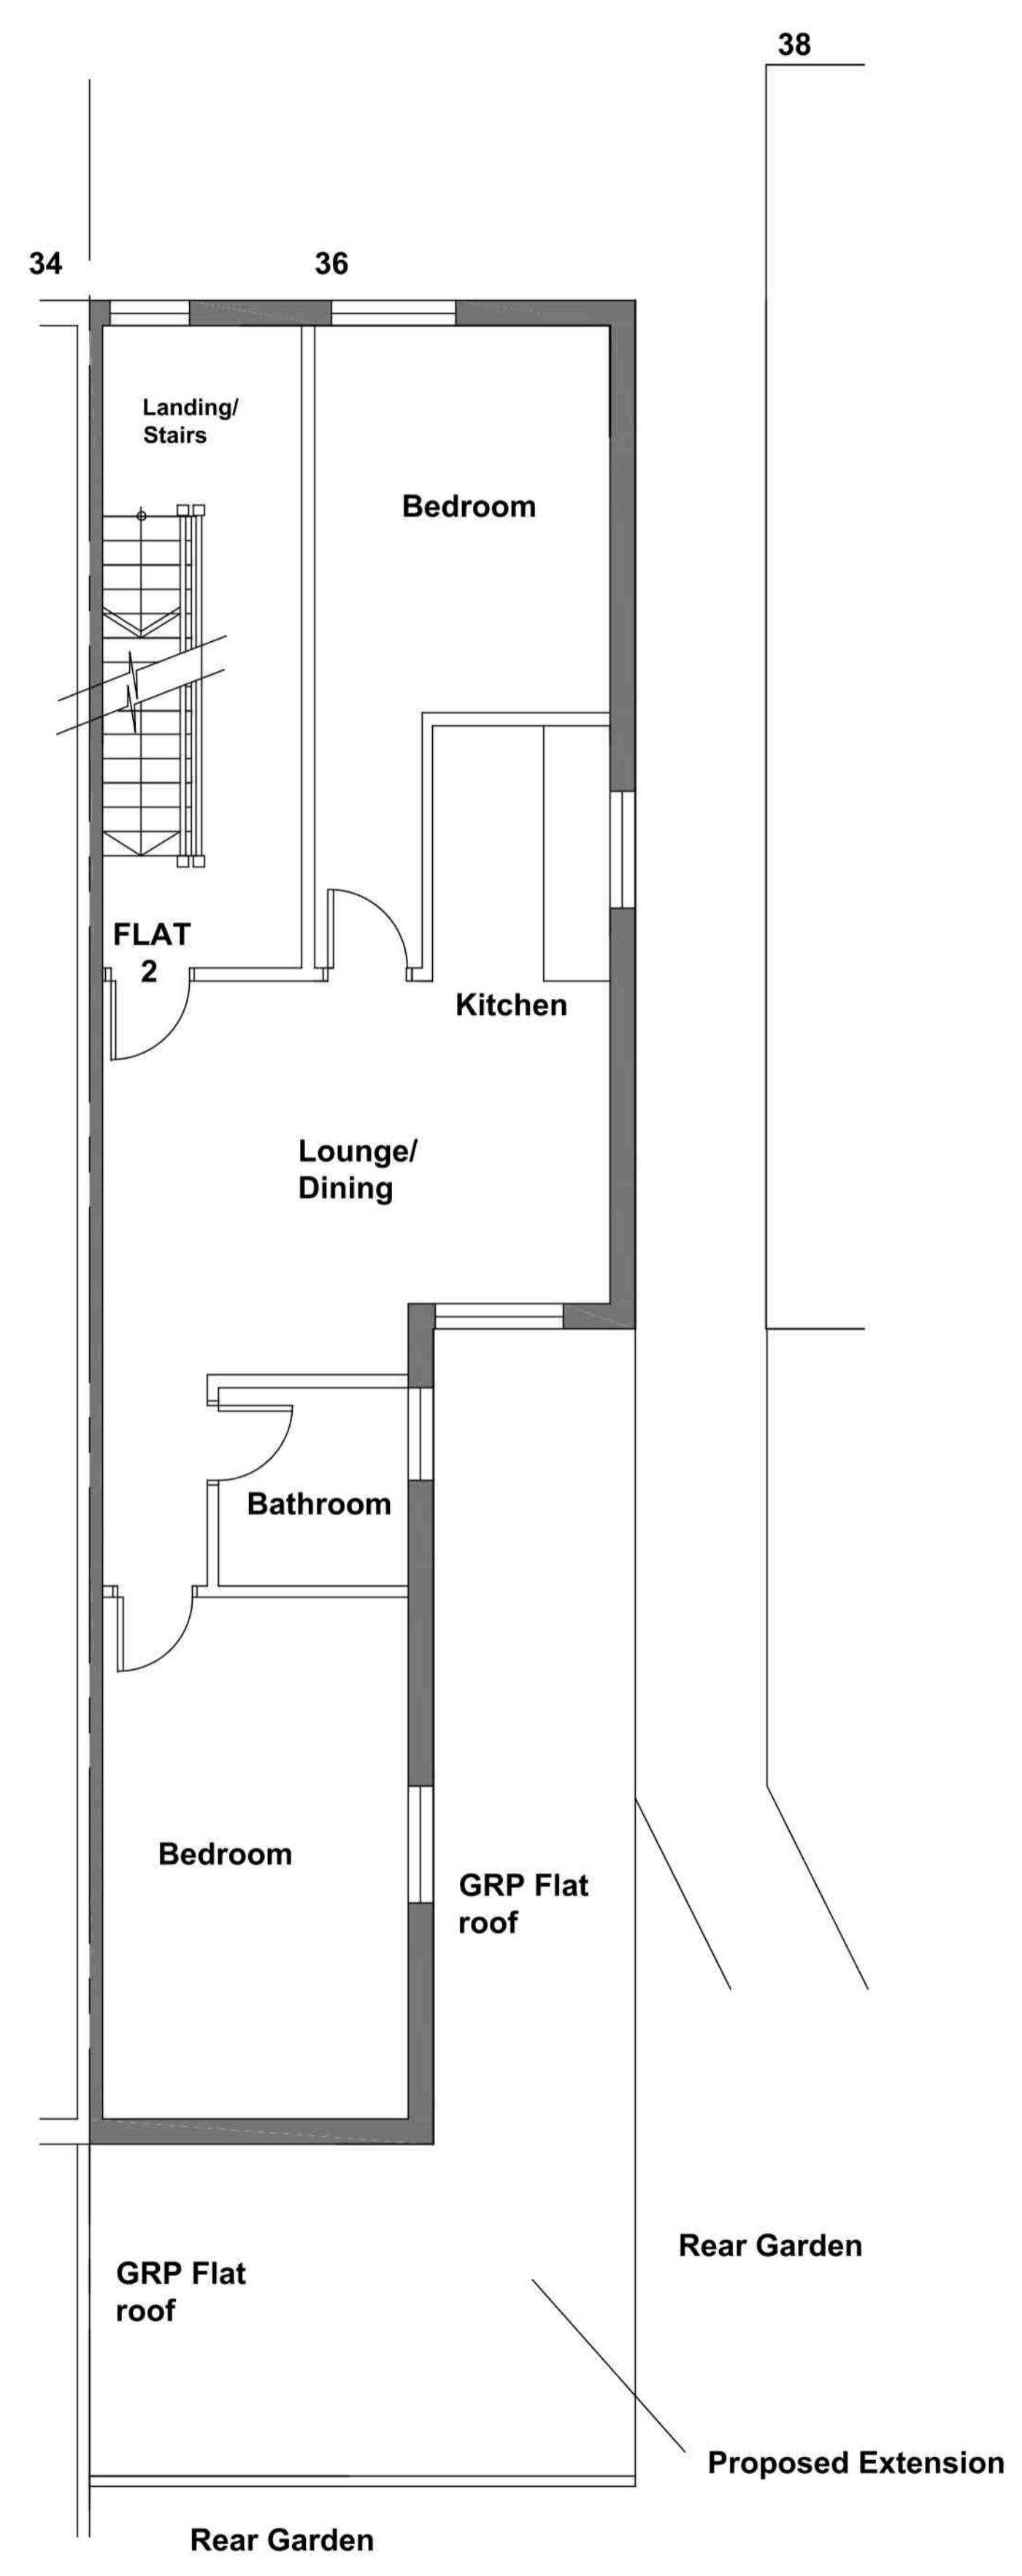 38
34
36
Landing/
Stairs
Bedroom
FLAT
2
Kitchen
Lounge/
Dining
Bathroom
Bedroom
GRP Flat
roof
Rear Garden
GRP Flat
roof
Proposed Extension
Rear Garden